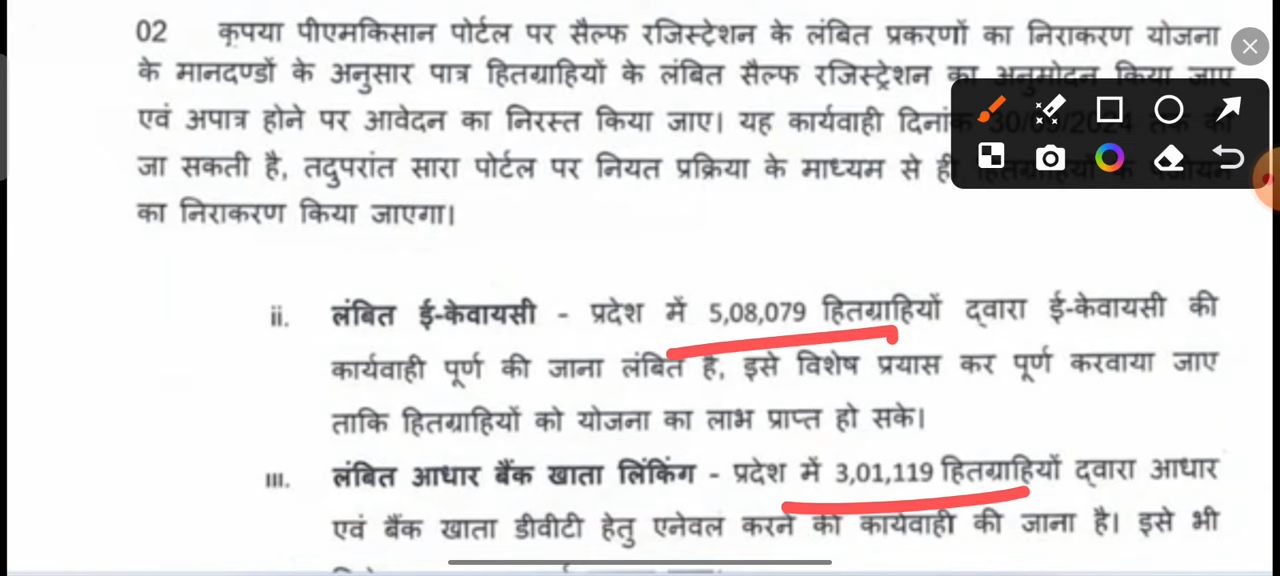 02 कृपया पीएमकिसान पोर्टल पर सैल्फ रजिस्ट्रेशन के लंबित प्रकरणों का निराकरण योजना
के मानदण्डों के अनुसार पात्र हितग्राहियों के लंबित सैल्फ रजिस्ट्रेशन का अनुमोदन किया जाए
एवं अपात्र होने पर आवेदन का निरस्त किया जाए। यह कार्यवाही दिनांक
जा सकती है, तदुपरांत सारा पोर्टल पर नियत प्रक्रिया के माध्यम से ही
का निराकरण किया जाएगा।
ii. लंबित ई-केवायसी - प्रदेश में 5,08,079 हितग्राहियों द्वारा ई-केवायसी की
कार्यवाही पूर्ण की जाना लंबित है, इसे विशेष प्रयास कर पूर्ण करवाया जाए
ताकि हितग्राहियों को योजना का लाभ प्राप्त हो सके।
iii. लंबित आधार बैंक खाता लिंकिंग - प्रदेश में 3,01,119 हितग्राहियों द्वारा आधार
एवं बैंक खाता डीवीटी हेतु एनेवल करने की कार्यवाही की जाना है। इसे भी